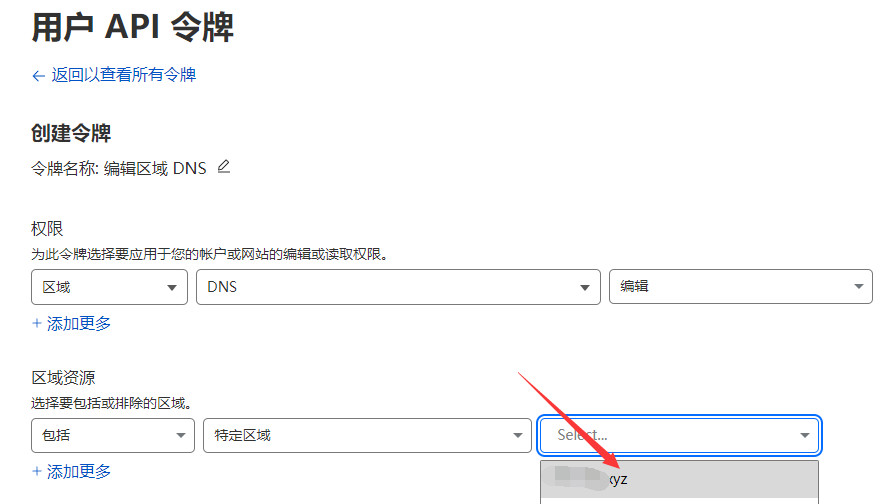 用户 API 令牌
← 返回以查看所有令牌
创建令牌
令牌名称: 编辑区域 DNS
权限
为此令牌选择要应用于您的帐户或网站的编辑或读取权限。
区域 DNS 编辑
+ 添加更多
区域资源
选择要包括或排除的区域。
包括 特定区域 Select...
xyz
+ 添加更多